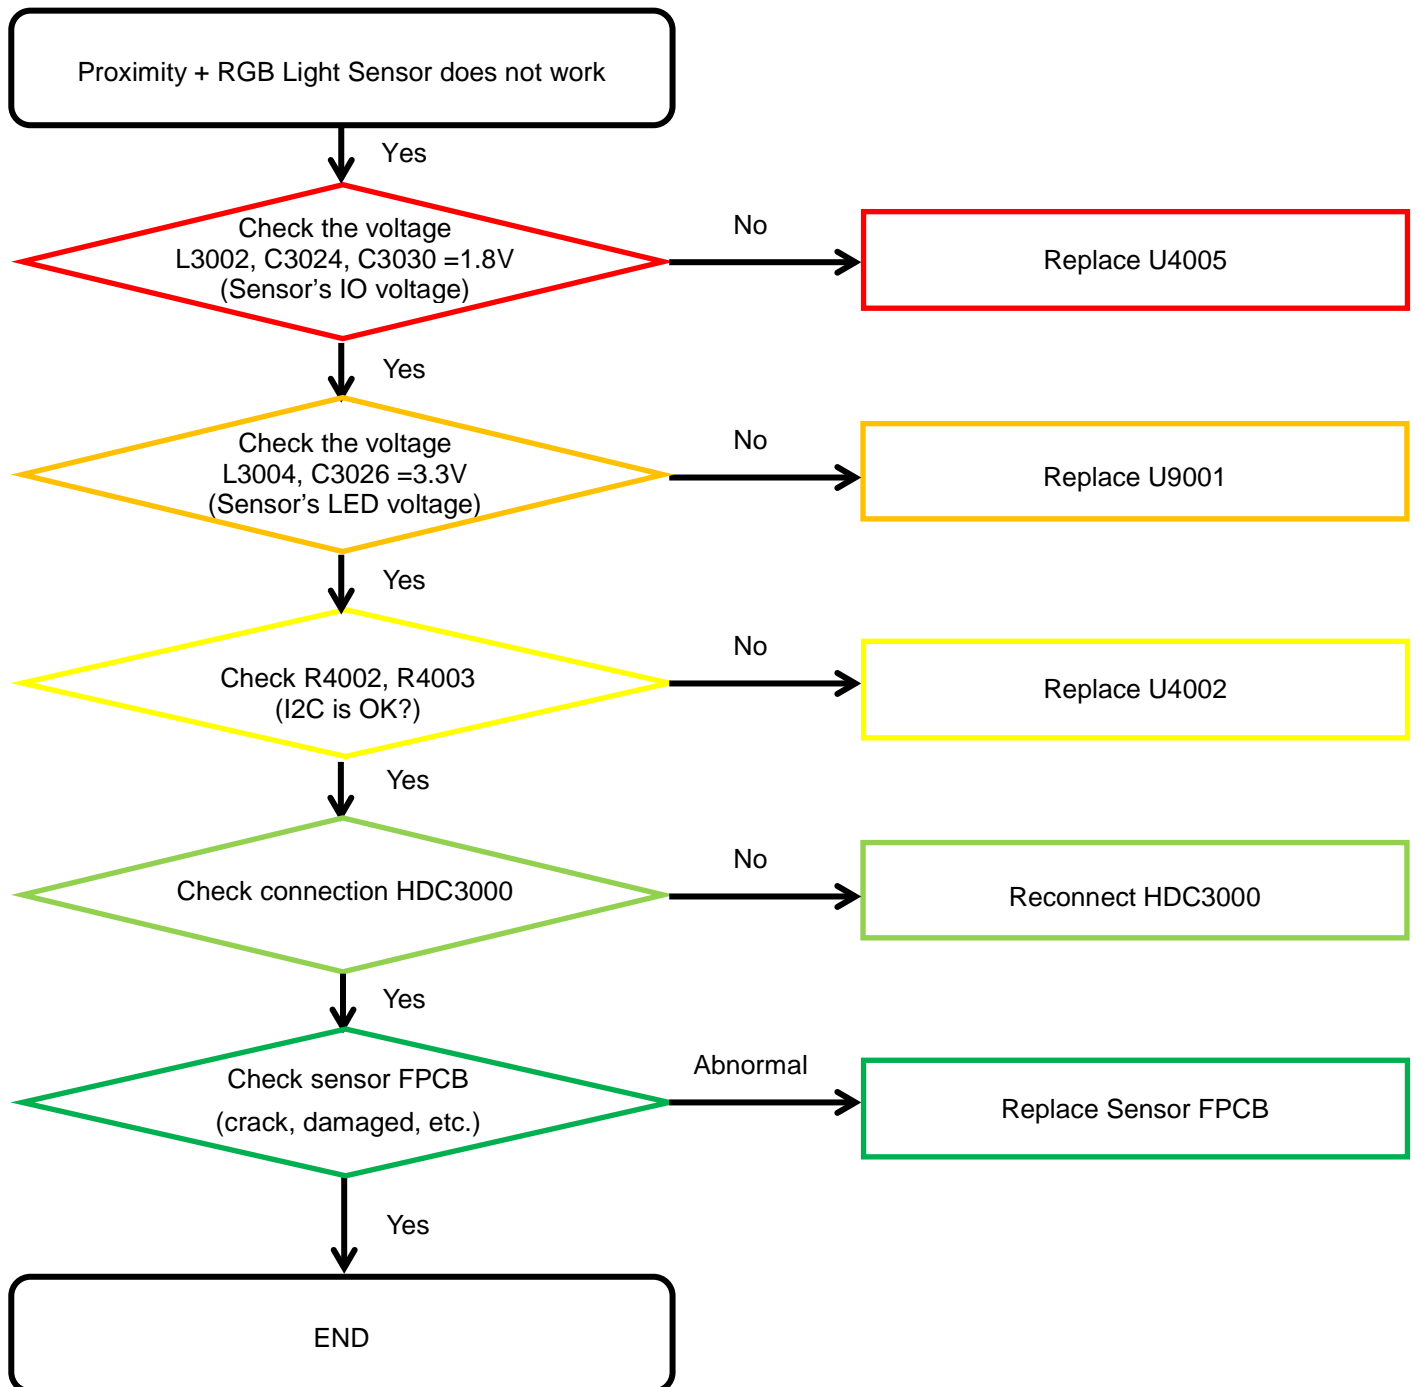 Proximity + RGB Light Sensor does not work
Yes
Check the voltage
L3002, C3024, C3030 =1.8V
(Sensor’s IO voltage)
No
Replace U4005
Yes
Check the voltage
L3004, C3026 =3.3V
(Sensor’s LED voltage)
No
Replace U9001
Yes
Check R4002, R4003
(I2C is OK?)
No
Replace U4002
Yes
Check connection HDC3000
No
Reconnect HDC3000
Yes
Check sensor FPCB
(crack, damaged, etc.)
Abnormal
Replace Sensor FPCB
Yes
END